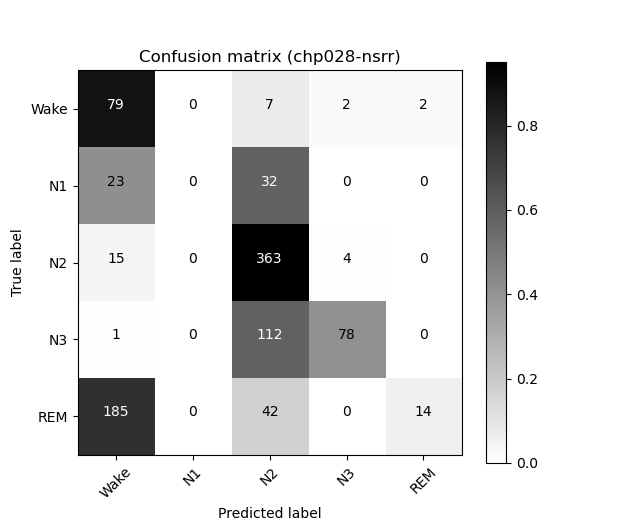 Confusion matrix (chp028-nsrr)
Wake 79 0 7 2 2
N1 23 0 32 0 0
N2 15 0 363 4 0
N3 1 0 112 78 0
REM 185 0 42 0 14
Wake N1 N2 N3 REM
True label
Predicted label
0.8
0.6
0.4
0.2
0.0